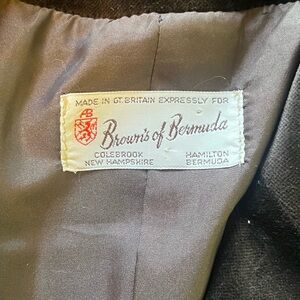 MADE IN GT. BRITAIN EXPRESSLY FOR
Brown's of Bermuda
COLEBROOK
NEW HAMPSHIRE
HAMILTON
BERMUDA